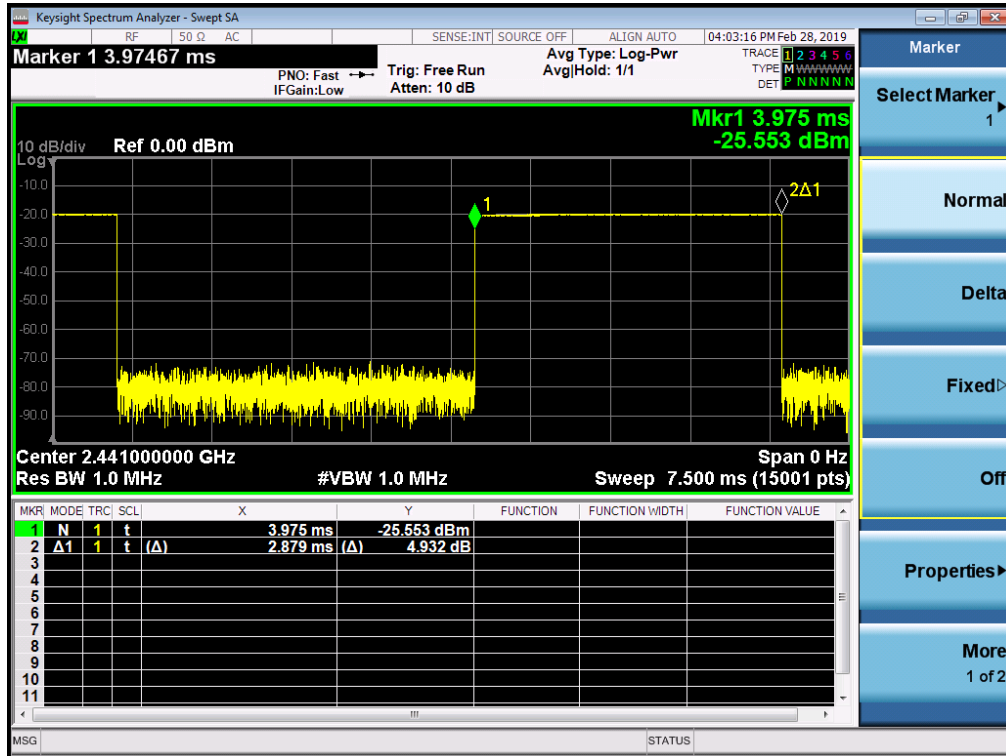 Keysight Spectrum Analyzer - Swept SA
LXI
RF 50 Ω AC SENSE:INT SOURCE OFF ALIGN AUTO 04:03:16 PM Feb 28, 2019
Marker 1 3.97467 ms
PNO: Fast
IFGain:Low
Trig: Free Run
Atten: 10 dB
Avg Type: Log-Pwr
Avg|Hold: 1/1
TRACE 1 2 3 4 5 6
TYPE M WWWWW
DET P N N N N N
Mkr1 3.975 ms
-25.553 dBm
10 dB/div Ref 0.00 dBm
Log
-10.0
-20.0
-30.0
-40.0
-50.0
-60.0
-70.0
-80.0
-90.0
1
2Δ1
Center 2.441000000 GHz Span 0 Hz
Res BW 1.0 MHz #VBW 1.0 MHz Sweep 7.500 ms (15001 pts)
MKR MODE TRC SCL X Y FUNCTION FUNCTION WIDTH FUNCTION VALUE
1 N 1 t 3.975 ms -25.553 dBm
2 Δ1 1 t (Δ) 2.879 ms (Δ) 4.932 dB
3
4
5
6
7
8
9
10
11
MSG STATUS
Marker
Select Marker
1
Normal
Delta
Fixed
Off
Properties
More
1 of 2